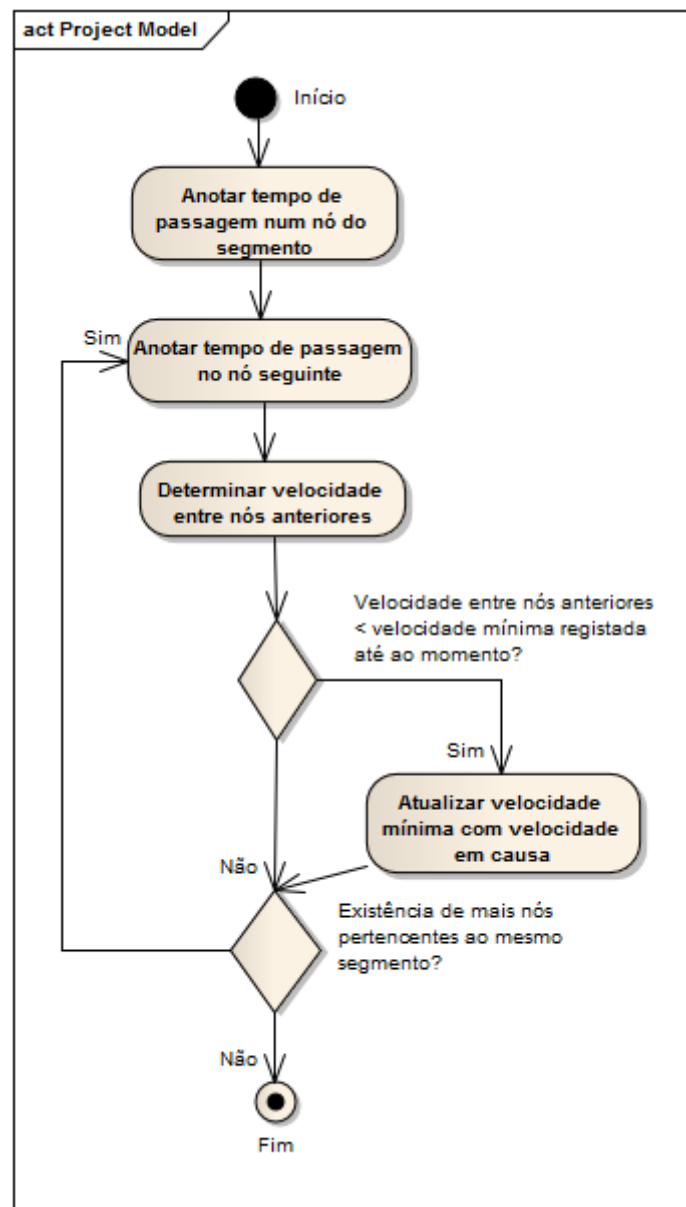 act Project Model
Início
Anotar tempo de
passagem num nó do
segmento
Sim
Anotar tempo de passagem
no nó seguinte
Determinar velocidade
entre nós anteriores
Velocidade entre nós anteriores
< velocidade mínima registada
até ao momento?
Sim
Atualizar velocidade
mínima com velocidade
em causa
Não
Existência de mais nós
pertencentes ao mesmo
segmento?
Não
Fim